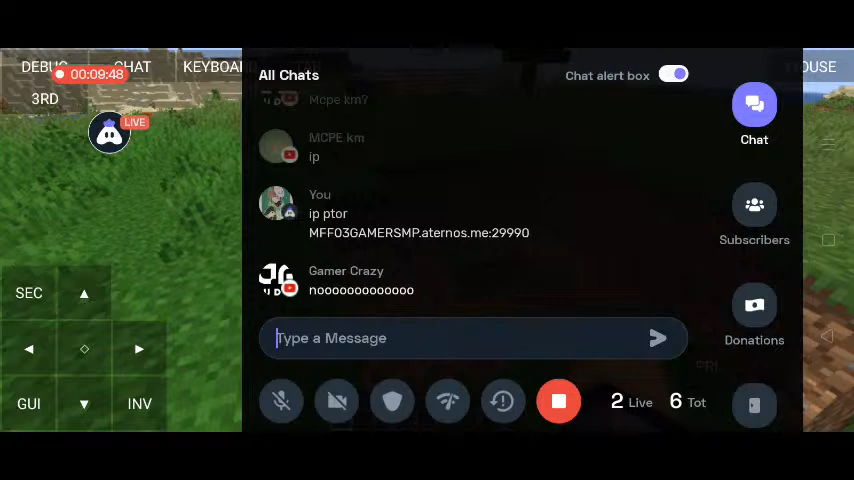 DEBUG
CHAT
KEYBOAR
OUSE
00:09:48
3RD
LIVE
All Chats
Chat alert box
Mcpe km?
MCPE km
ip
You
ip ptor
MFF03GAMERSMP.aternos.me:29990
Gamer Crazy
nooooooooooooo
Type a Message
Chat
Subscribers
Donations
SEC
GUI
INV
2 Live
6 Tot